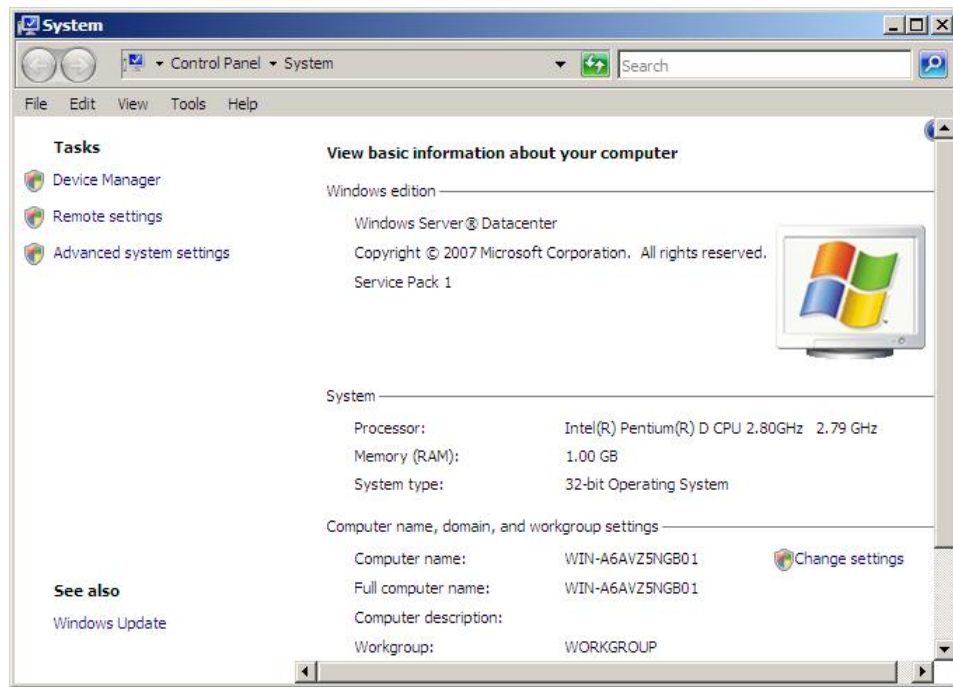 System
Control Panel System
Search
File Edit View Tools Help
Tasks
Device Manager
Remote settings
Advanced system settings
See also
Windows Update
View basic information about your computer
Windows edition
Windows Server® Datacenter
Copyright © 2007 Microsoft Corporation. All rights reserved.
Service Pack 1
System
Processor: Intel(R) Pentium(R) D CPU 2.80GHz 2.79 GHz
Memory (RAM): 1.00 GB
System type: 32-bit Operating System
Computer name, domain, and workgroup settings
Computer name: WIN-A6AVZ5NGB01 Change settings
Full computer name: WIN-A6AVZ5NGB01
Computer description:
Workgroup: WORKGROUP